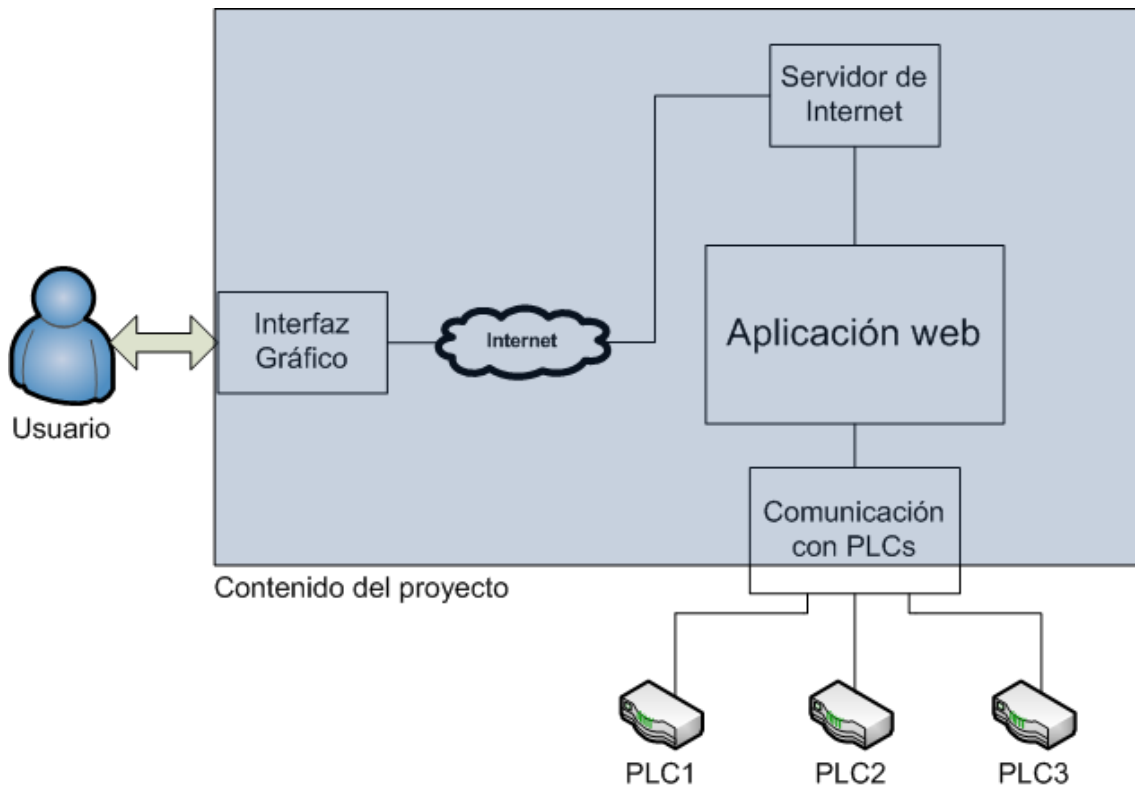 Servidor de
Internet
Aplicación web
Interfaz
Gráfico
Internet
Usuario
Comunicación
con PLCs
Contenido del proyecto
PLC1
PLC2
PLC3